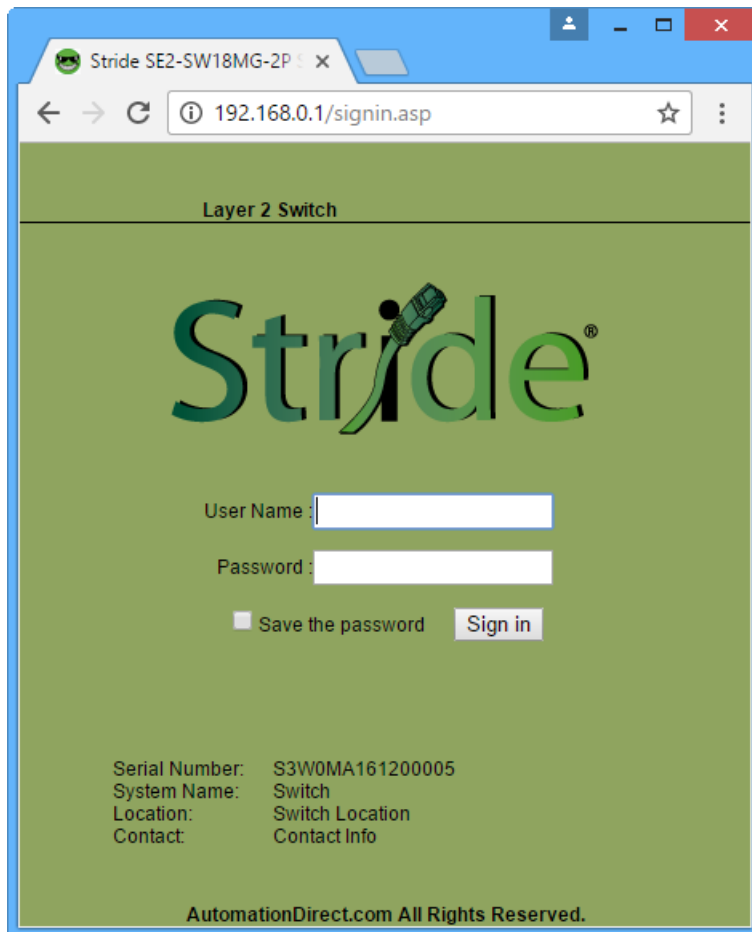 Stride SE2-SW18MG-2P S
192.168.0.1/signin.asp
Layer 2 Switch
Stride®
User Name :
Password :
Save the password Sign in
Serial Number: S3W0MA161200005
System Name: Switch
Location: Switch Location
Contact: Contact Info
AutomationDirect.com All Rights Reserved.